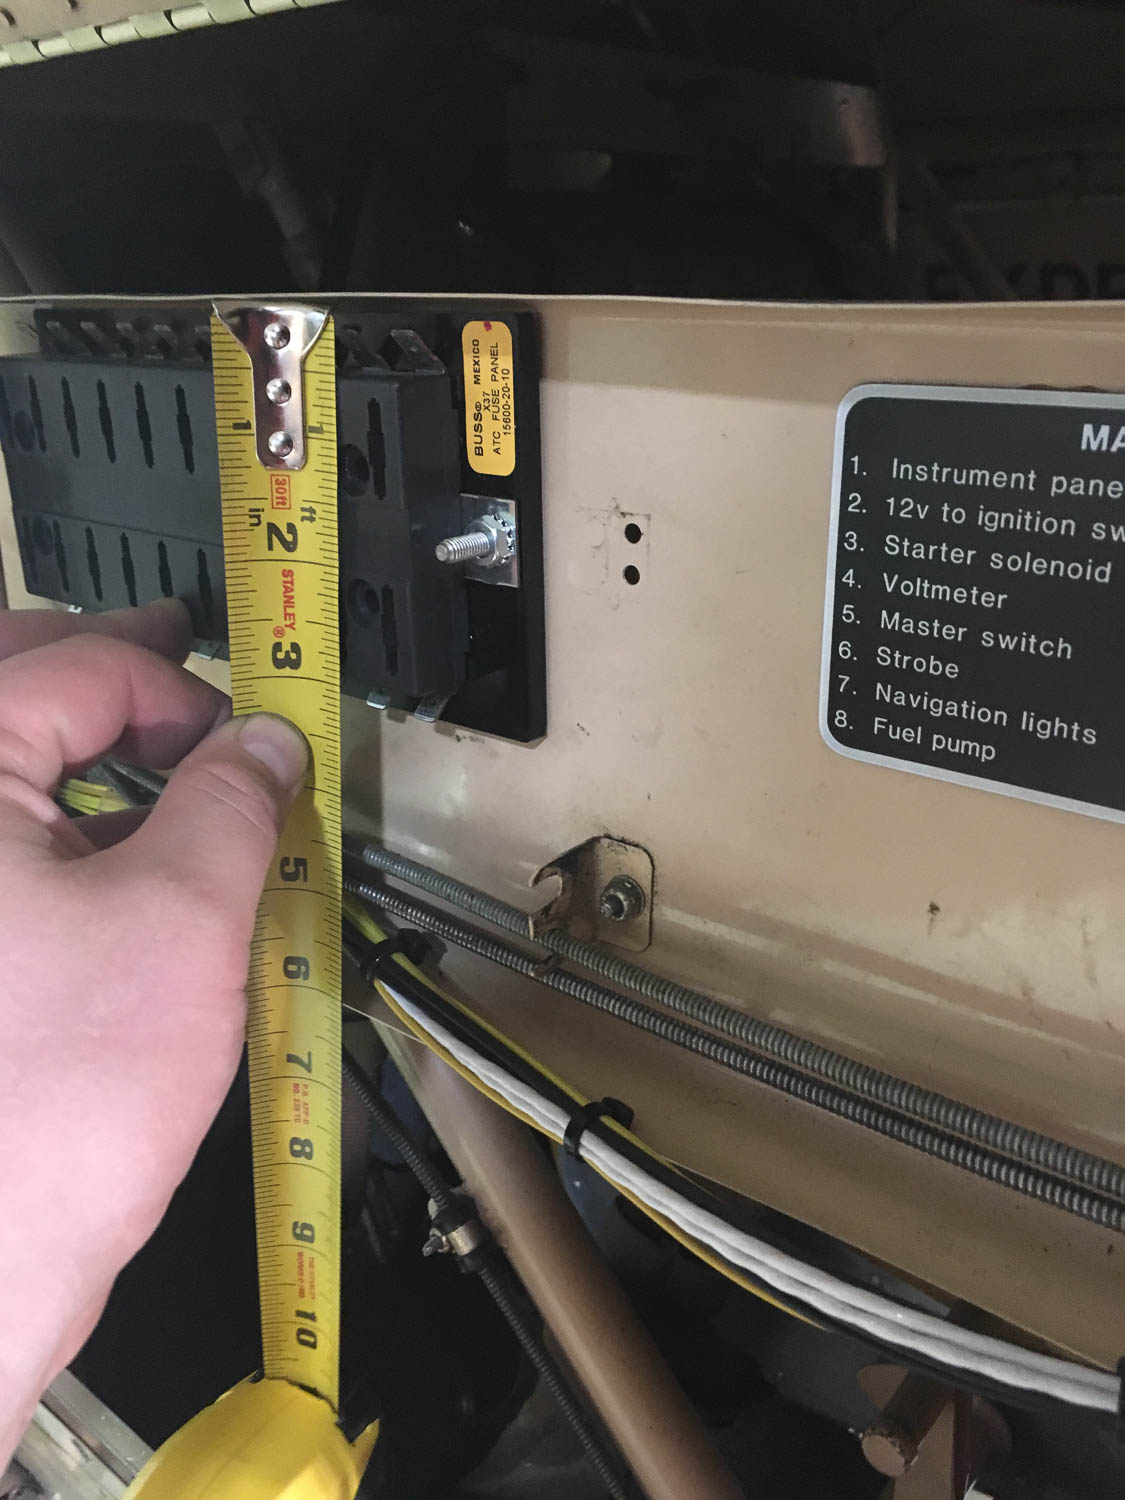 BUSS MEXICO
X37
ATC FUSE PANEL
15600-20-10
MA
1. Instrument pane
2. 12v to ignition sw
3. Starter solenoid
4. Voltmeter
5. Master switch
6. Strobe
7. Navigation lights
8. Fuel pump
1 1
30ft
in. ft
2
STANLEY®
3
5
6
7
8
9
10